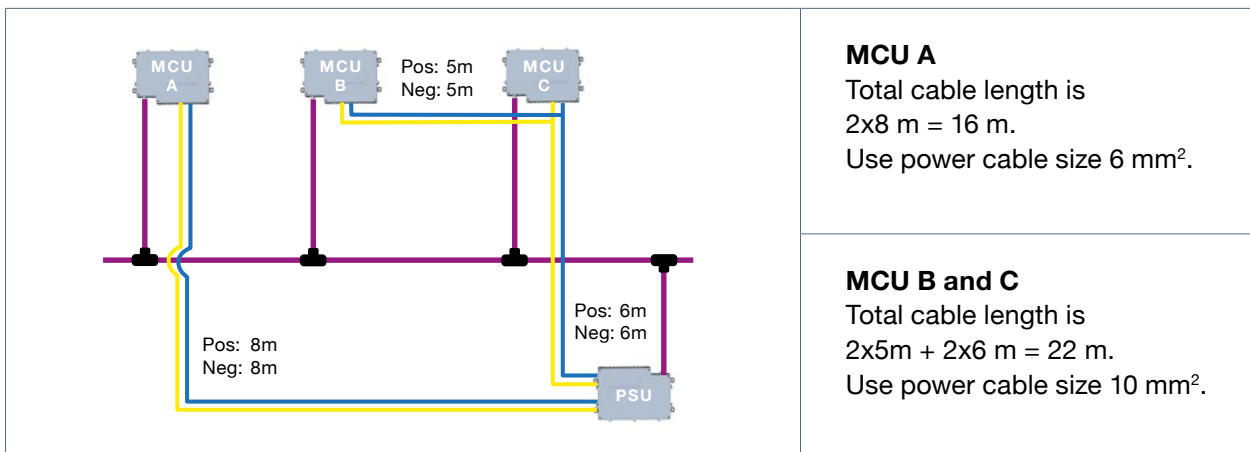 MCU
A
MCU
B
Pos: 5m
Neg: 5m
MCU
C
Pos: 8m
Neg: 8m
Pos: 6m
Neg: 6m
PSU
MCU A
Total cable length is
2x8 m = 16 m.
Use power cable size 6 mm².
MCU B and C
Total cable length is
2x5m + 2x6 m = 22 m.
Use power cable size 10 mm².